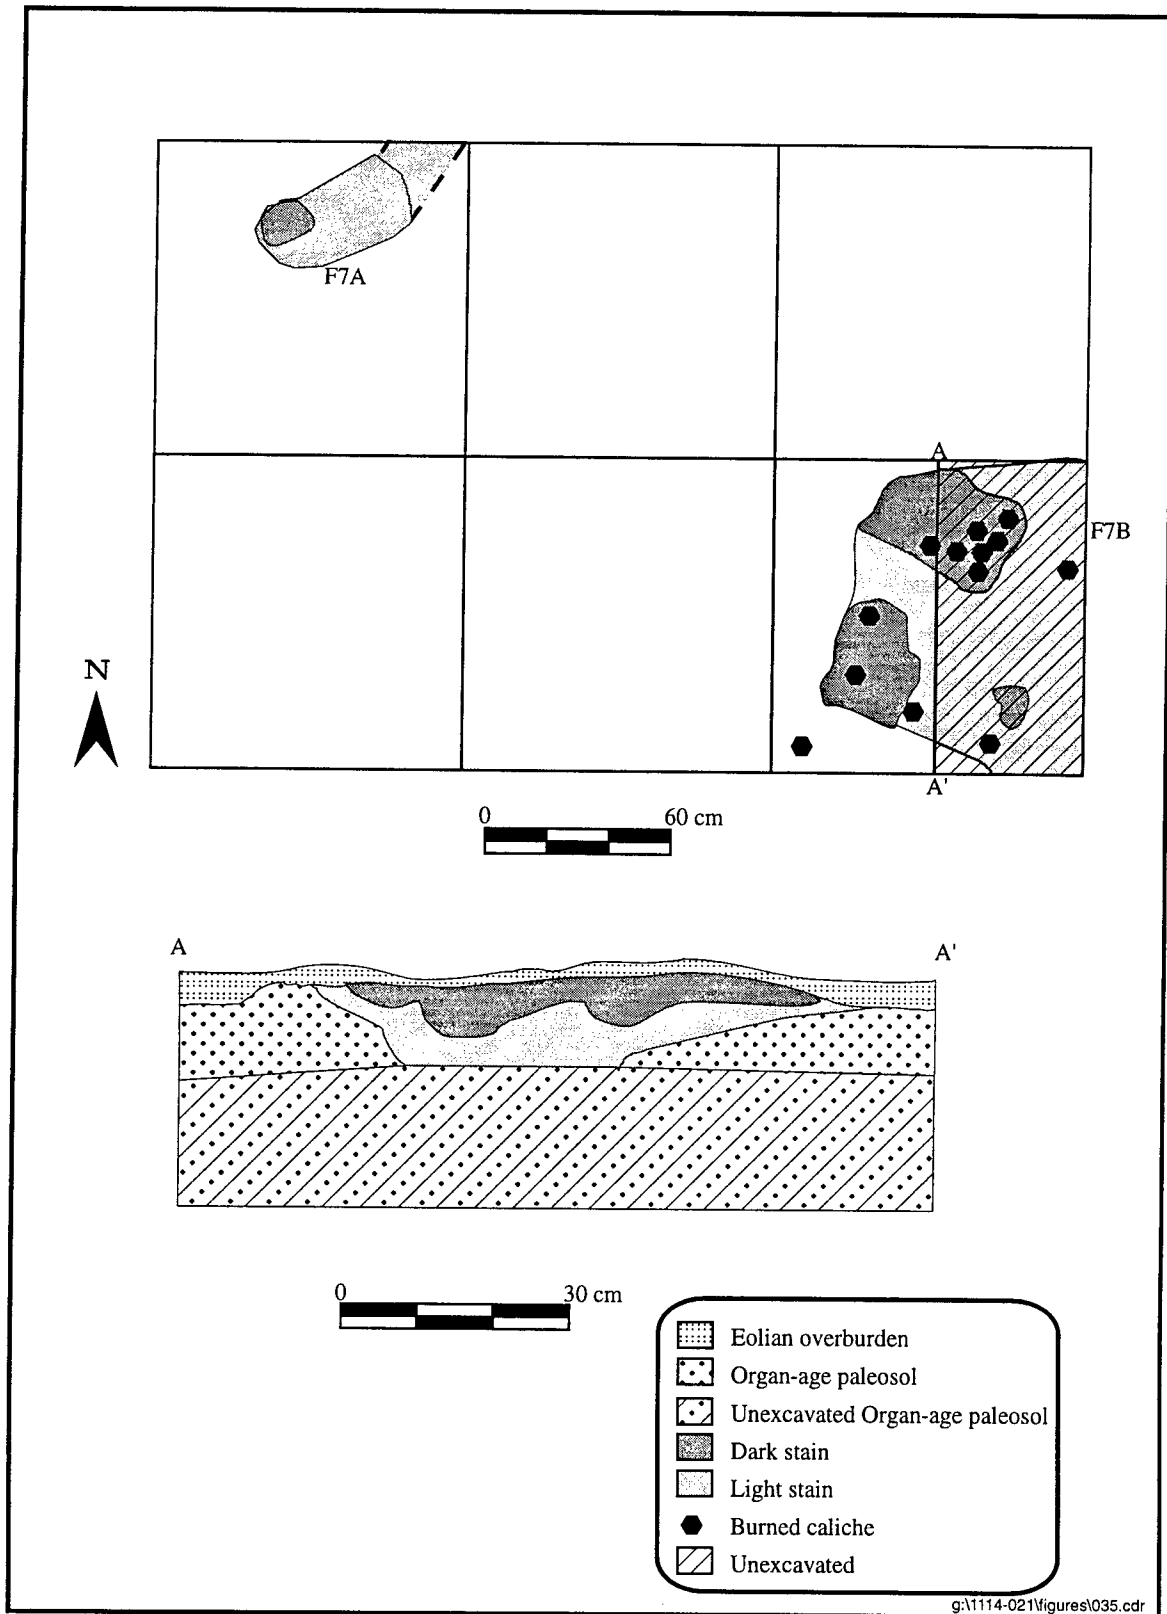 F7A
A
F7B
N
A'
0 60 cm
A A'
0 30 cm
Eolian overburden
Organ-age paleosol
Unexcavated Organ-age paleosol
Dark stain
Light stain
Burned caliche
Unexcavated
g:\1114-021\figures\035.cdr